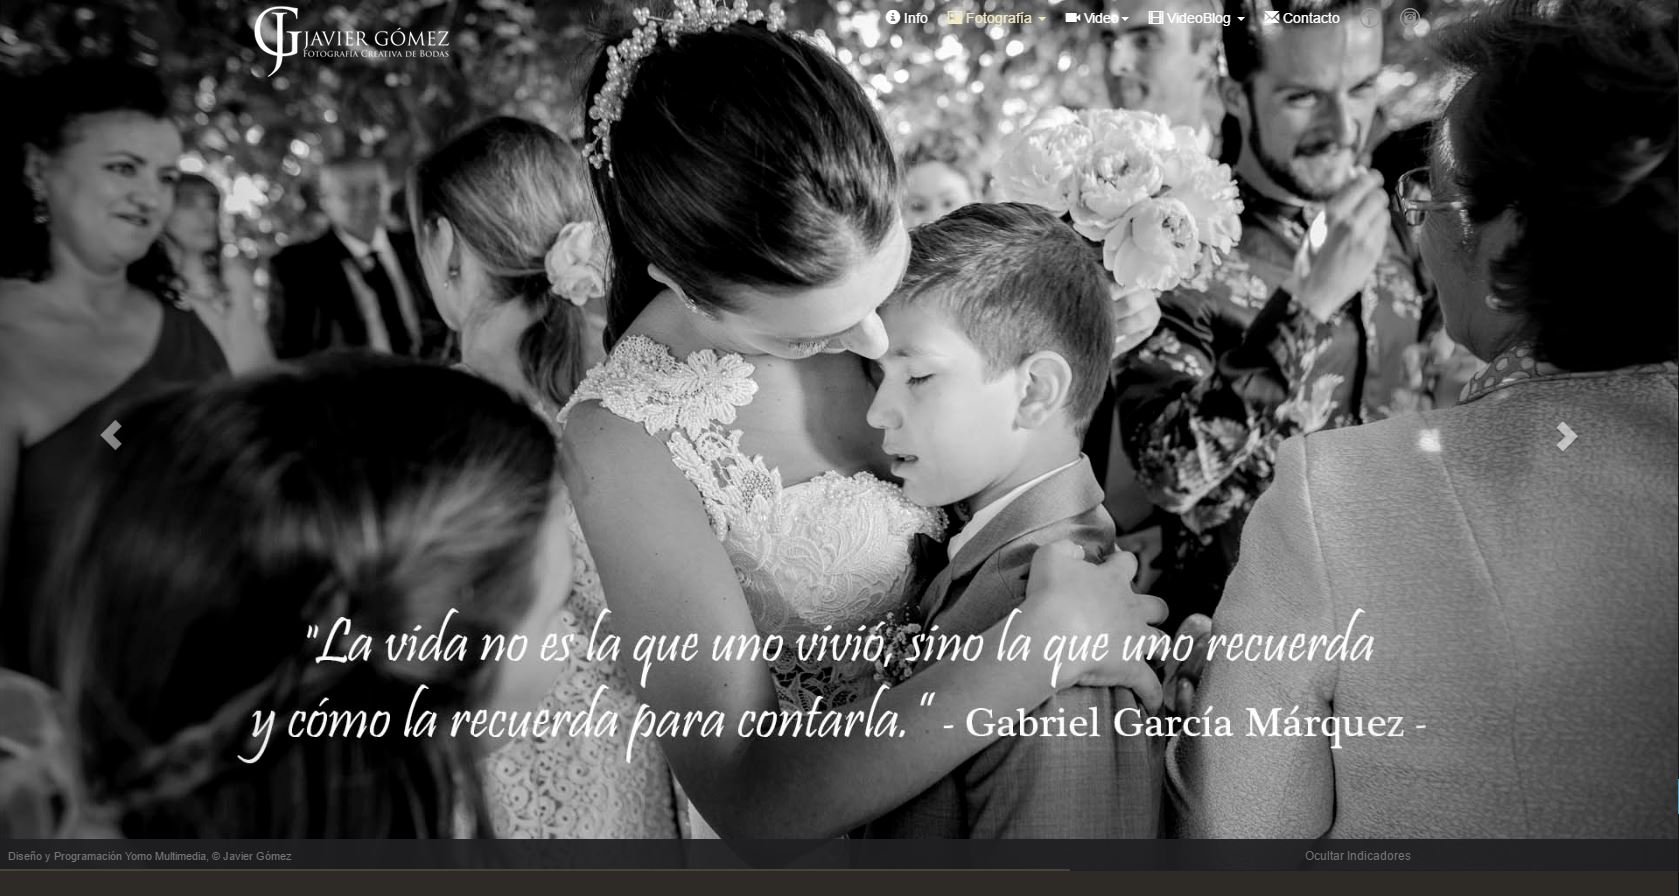 JG JAVIER GÓMEZ
FOTOGRAFÍA CREATIVA DE BODAS
Info Fotografía Video VideoBlog Contacto
"La vida no es la que uno vivió, sino la que uno recuerda
y cómo la recuerda para contarla." - Gabriel García Márquez -
Diseño y Programación Yomo Multimedia, © Javier Gómez
Ocultar Indicadores